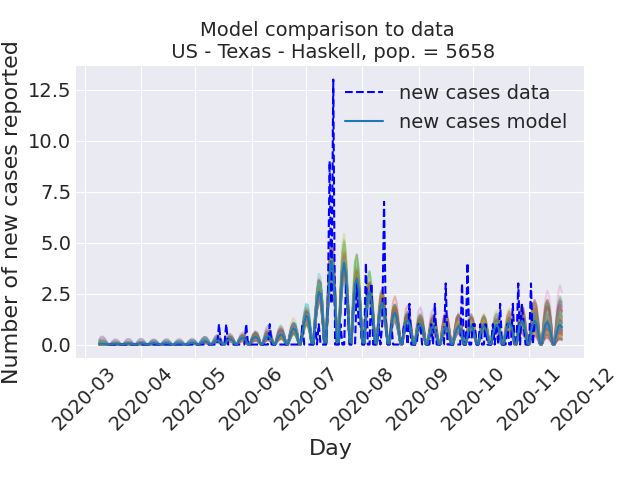 Model comparison to data
US - Texas - Haskell, pop. = 5658
Number of new cases reported
12.5
10.0
7.5
5.0
2.5
0.0
new cases data
new cases model
2020-03
2020-04
2020-05
2020-06
2020-07
2020-08
2020-09
2020-10
2020-11
2020-12
Day